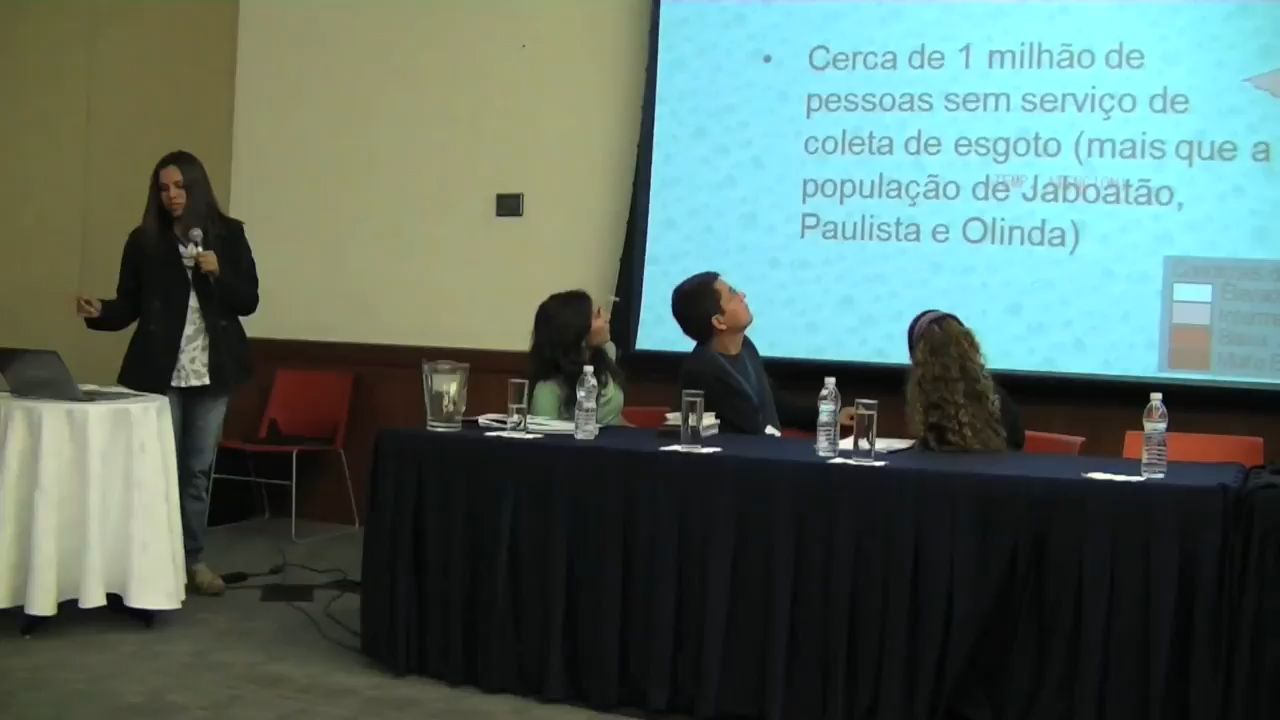 • Cerca de 1 milhão de
pessoas sem serviço de
coleta de esgoto (mais que a
população de Jaboatão,
Paulista e Olinda)